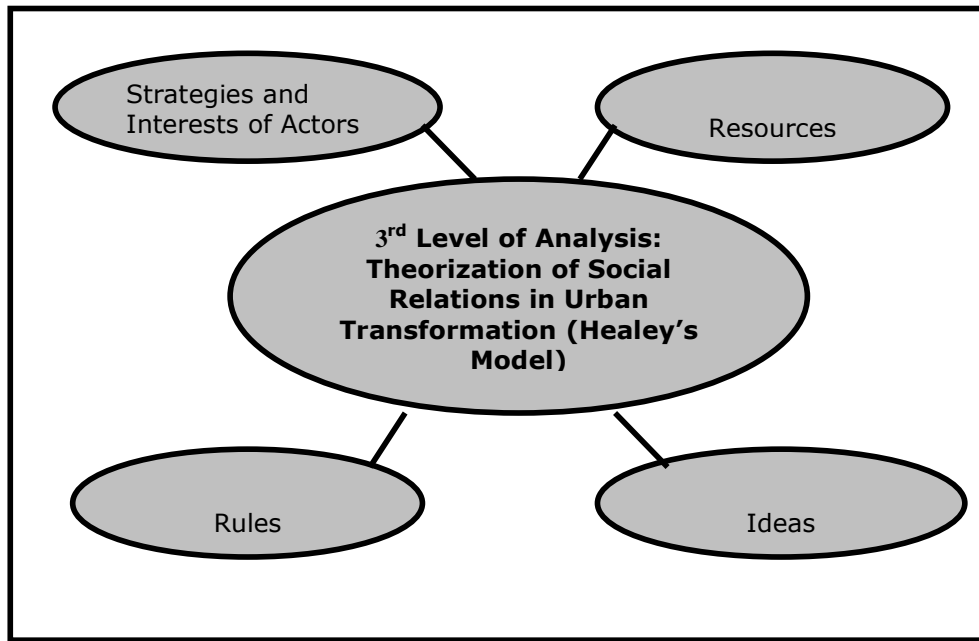 Strategies and
Interests of Actors
Resources
3rd Level of Analysis:
Theorization of Social
Relations in Urban
Transformation (Healey’s
Model)
Rules
Ideas